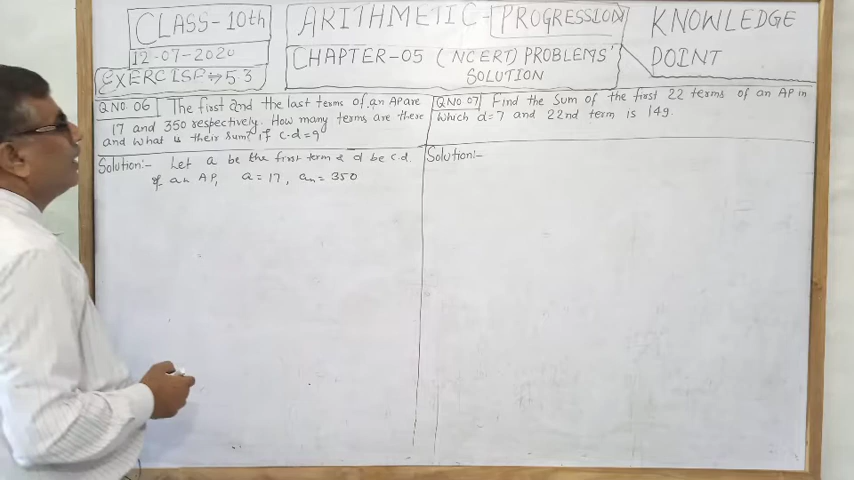 CLASS-10th
12-07-2020
EXERCISE⇒5.3
ARITHMETIC-PROGRESSION
CHAPTER-05 (NCERT) PROBLEMS'
SOLUTION
KNOWLEDGE
POINT
Q NO 06 The first and the last terms of an AP are
17 and 350 respectively. How many terms are there
and what is their sum if c.d=9
Solution:- Let a be the first term & d be c.d.
of an AP, a=17, an=350
Q NO 07 Find the sum of the first 22 terms of an AP in
which d=7 and 22nd term is 149.
Solution:-